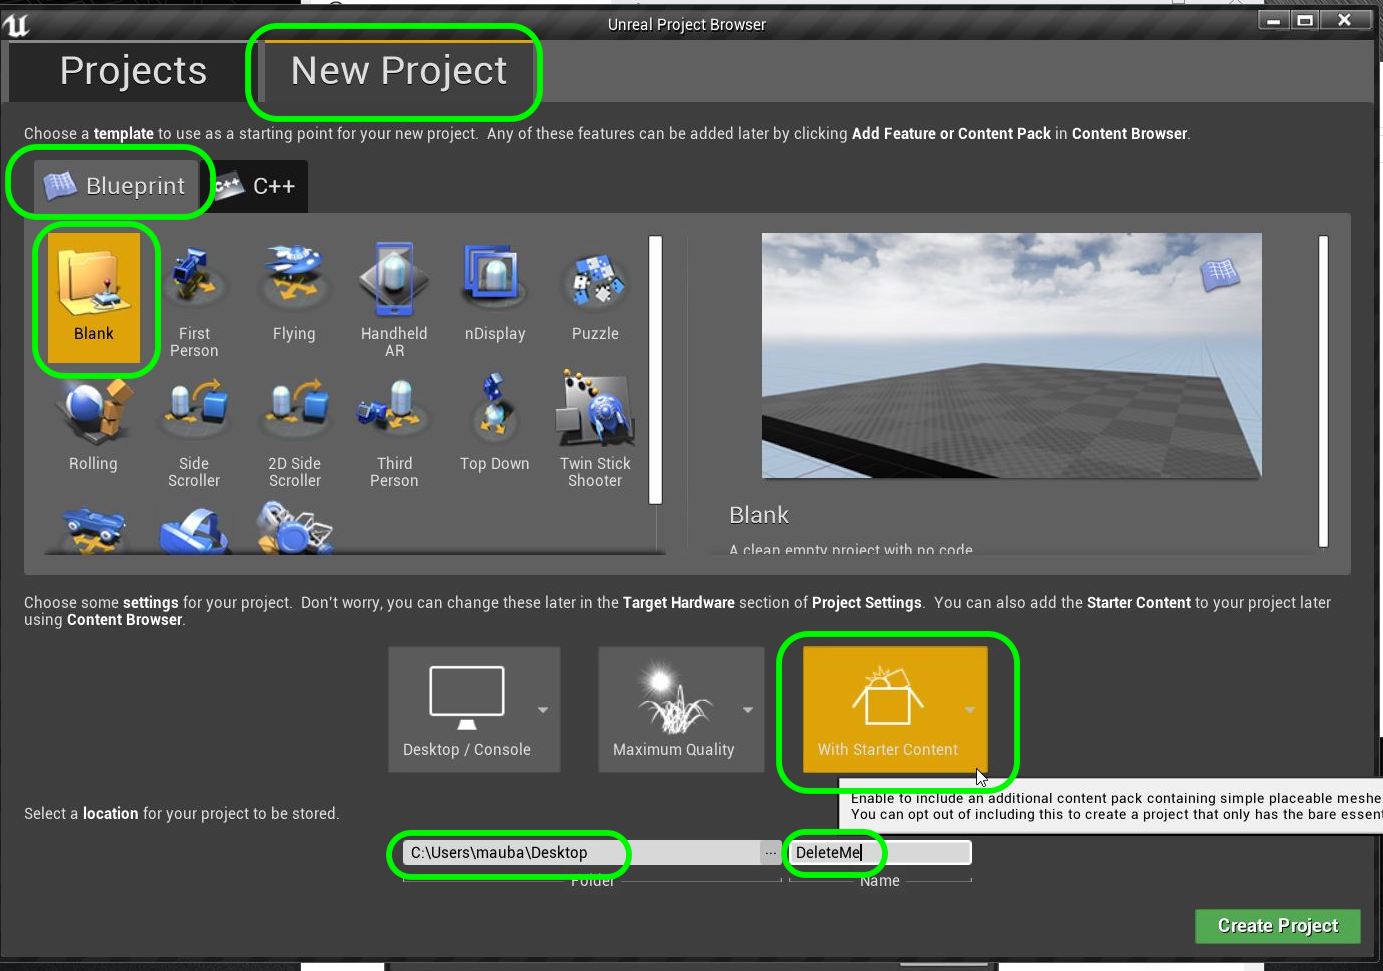 Unreal Project Browser
Projects
New Project
Choose a template to use as a starting point for your new project. Any of these features can be added later by clicking Add Feature or Content Pack in Content Browser.
Blueprint
C++
C++
Blank
First
Person
Flying
Handheld
AR
nDisplay
Puzzle
Rolling
Side
Scroller
2D Side
Scroller
Third
Person
Top Down
Twin Stick
Shooter
Blank
A clean empty project with no code.
Choose some settings for your project. Don't worry, you can change these later in the Target Hardware section of Project Settings. You can also add the Starter Content to your project later
using Content Browser.
Desktop / Console
Maximum Quality
With Starter Content
Enable to include an additional content pack containing simple placeable meshe
You can opt out of including this to create a project that only has the bare essent
Select a location for your project to be stored.
C:\Users\mauba\Desktop
...
DeleteMe
Folder
Name
Create Project